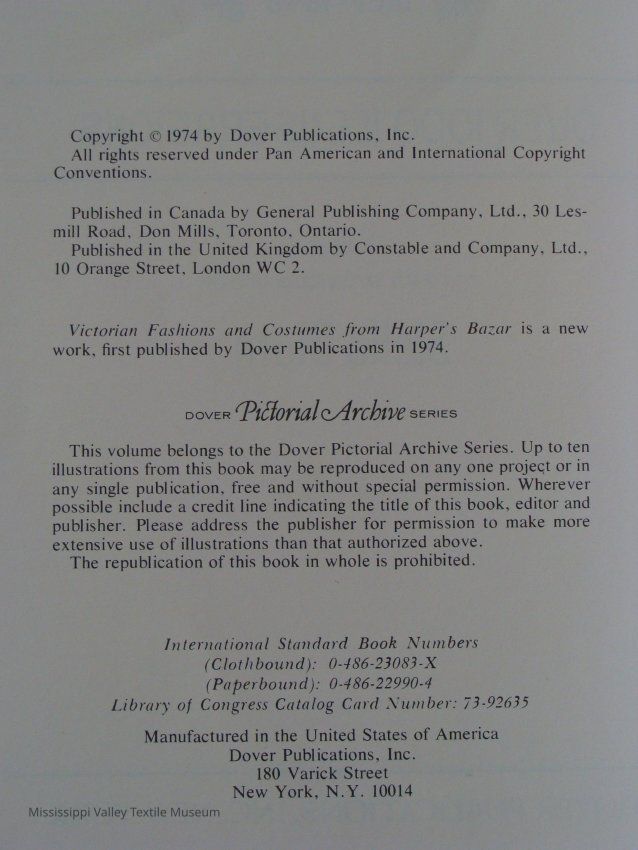 Copyright © 1974 by Dover Publications, Inc.
All rights reserved under Pan American and International Copyright
Conventions.
Published in Canada by General Publishing Company, Ltd., 30 Les-
mill Road, Don Mills, Toronto, Ontario.
Published in the United Kingdom by Constable and Company, Ltd.,
10 Orange Street, London WC 2.
Victorian Fashions and Costumes from Harper's Bazar is a new
work, first published by Dover Publications in 1974.
DOVER Pictorial Archive SERIES
This volume belongs to the Dover Pictorial Archive Series. Up to ten
illustrations from this book may be reproduced on any one project or in
any single publication, free and without special permission. Wherever
possible include a credit line indicating the title of this book, editor and
publisher. Please address the publisher for permission to make more
extensive use of illustrations than that authorized above.
The republication of this book in whole is prohibited.
International Standard Book Numbers
(Clothbound): 0-486-23083-X
(Paperbound): 0-486-22990-4
Library of Congress Catalog Card Number: 73-92635
Manufactured in the United States of America
Dover Publications, Inc.
180 Varick Street
New York, N.Y. 10014
Mississippi Valley Textile Museum